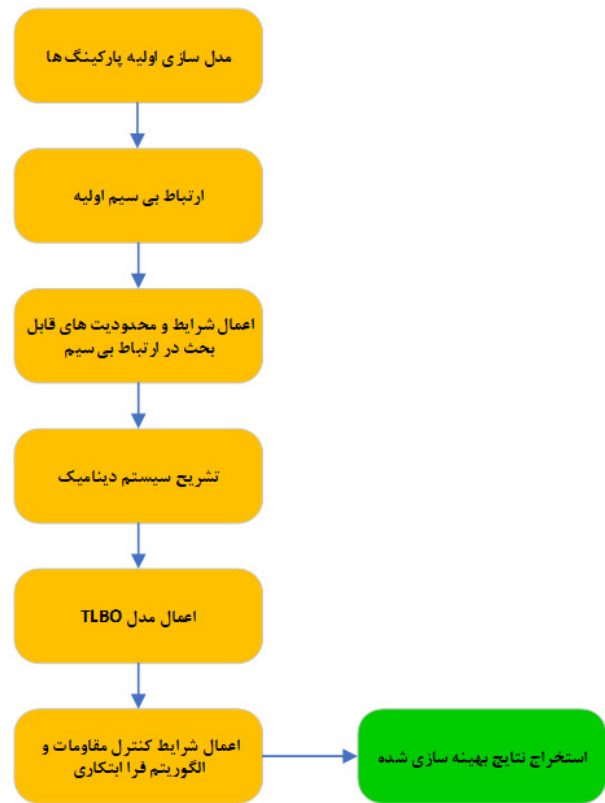 مدل سازی اولیه پارکینگ ها
ارتباط بی سیم اولیه
اعمال شرایط و محدودیت های قابل
بحث در ارتباط بی سیم
تشریح سیستم دینامیک
اعمال مدل TLBO
اعمال شرایط کنترل مقاومات و
الگوریتم فرا ابتکاری
استخراج نتایج بهینه سازی شده